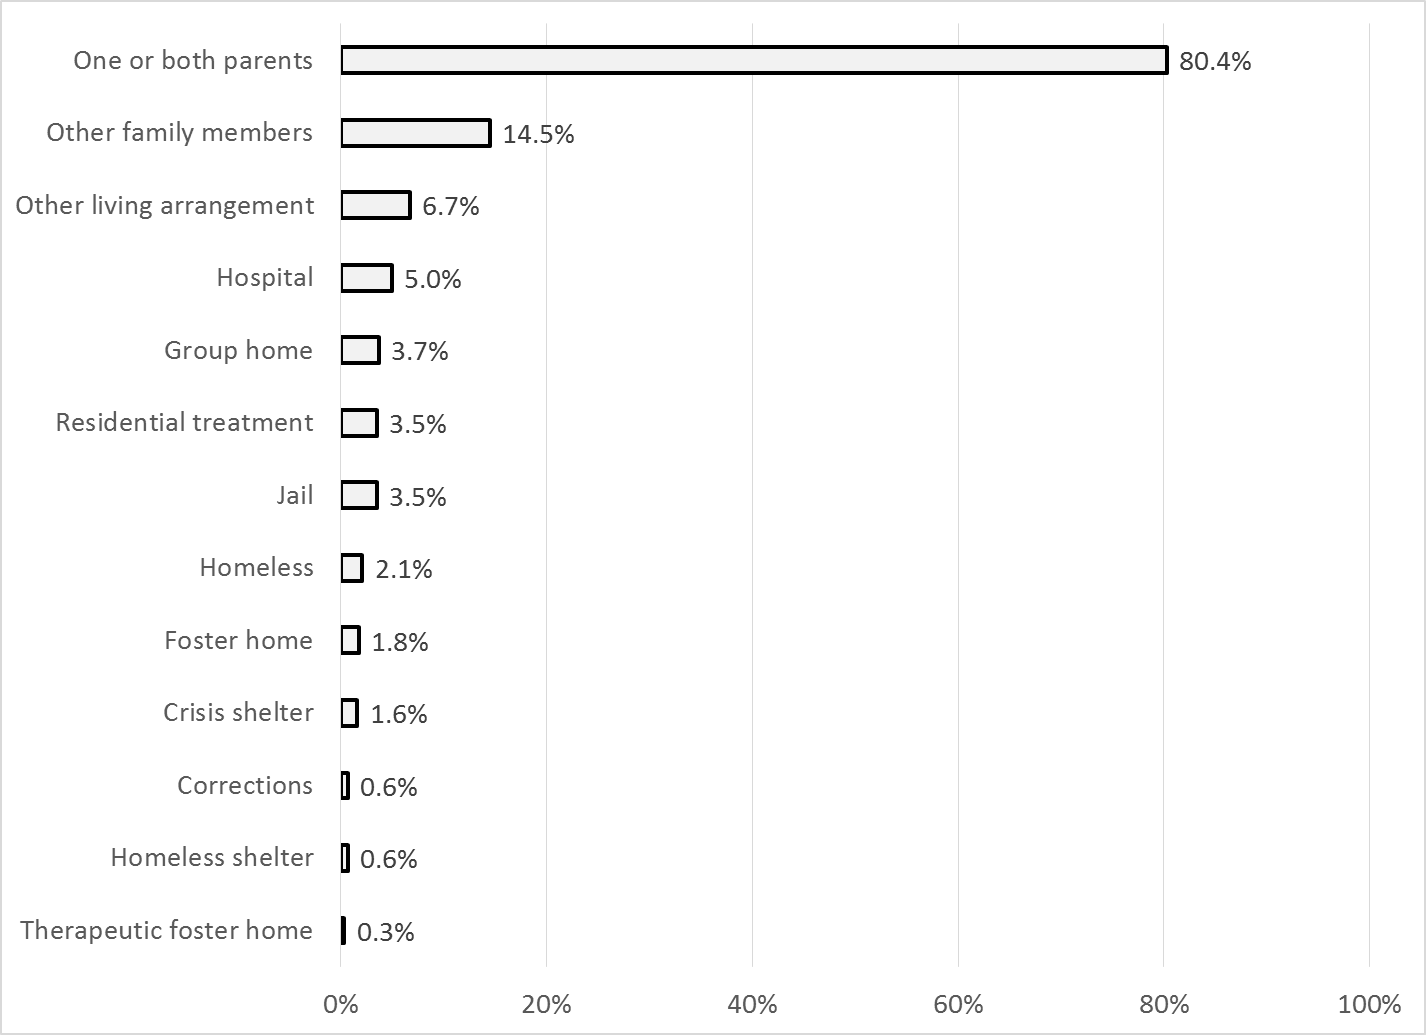 One or both parents 80.4%
Other family members 14.5%
Other living arrangement 6.7%
Hospital 5.0%
Group home 3.7%
Residential treatment 3.5%
Jail 3.5%
Homeless 2.1%
Foster home 1.8%
Crisis shelter 1.6%
Corrections 0.6%
Homeless shelter 0.6%
Therapeutic foster home 0.3%
0% 20% 40% 60% 80% 100%